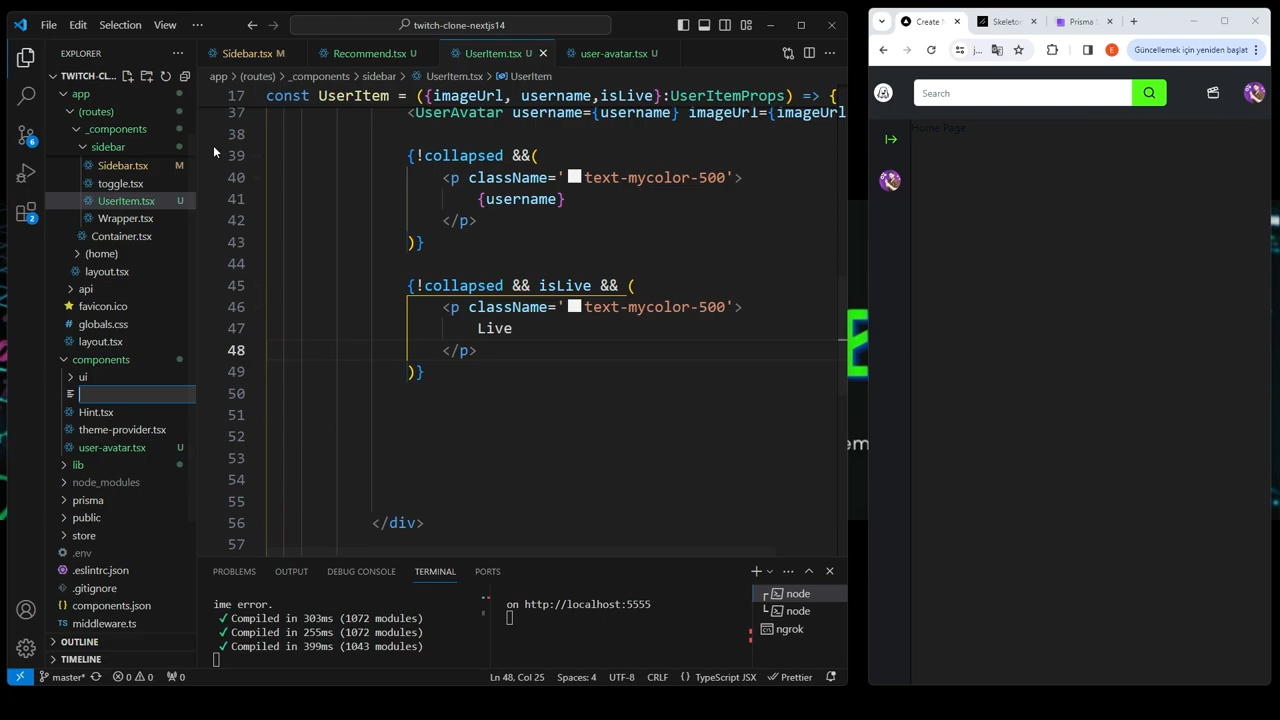 File Edit Selection View ··· twitch-clone-nextjs14
EXPLORER
Sidebar.tsx M Recommend.tsx U UserItem.tsx U user-avatar.tsx U
app > (routes) > _components > sidebar > UserItem.tsx > UserItem
TWITCH-CL...
app
(routes)
_components
sidebar
Sidebar.tsx M
toggle.tsx
UserItem.tsx U
Wrapper.tsx
Container.tsx
(home)
layout.tsx
api
favicon.ico
globals.css
layout.tsx
components
ui
Hint.tsx
theme-provider.tsx
user-avatar.tsx U
lib
node_modules
prisma
public
store
.env
.eslintrc.json
.gitignore
components.json
middleware.ts
OUTLINE
TIMELINE
6
2
17 const UserItem = ({imageUrl, username,isLive}:UserItemProps) => {
37 <UserAvatar username={username} imageUrl={imageUrl
38
39 {!collapsed &&(
40 <p className='text-mycolor-500'>
41 {username}
42 </p>
43 )}
44
45 {!collapsed && isLive && (
46 <p className='text-mycolor-500'>
47 Live
48 </p>
49 )}
50
51
52
53
54
55
56 </div>
57
PROBLEMS OUTPUT DEBUG CONSOLE TERMINAL PORTS
ime error.
✓ Compiled in 303ms (1072 modules)
✓ Compiled in 255ms (1072 modules)
✓ Compiled in 399ms (1043 modules)
on http://localhost:5555
node
node
ngrok
master* 0 0 0 Ln 48, Col 25 Spaces: 4 UTF-8 CRLF {} TypeScript JSX Prettier
Create N Skeleton Prisma S
j... E Güncellemek için yeniden başlat
Search
Home Page
em